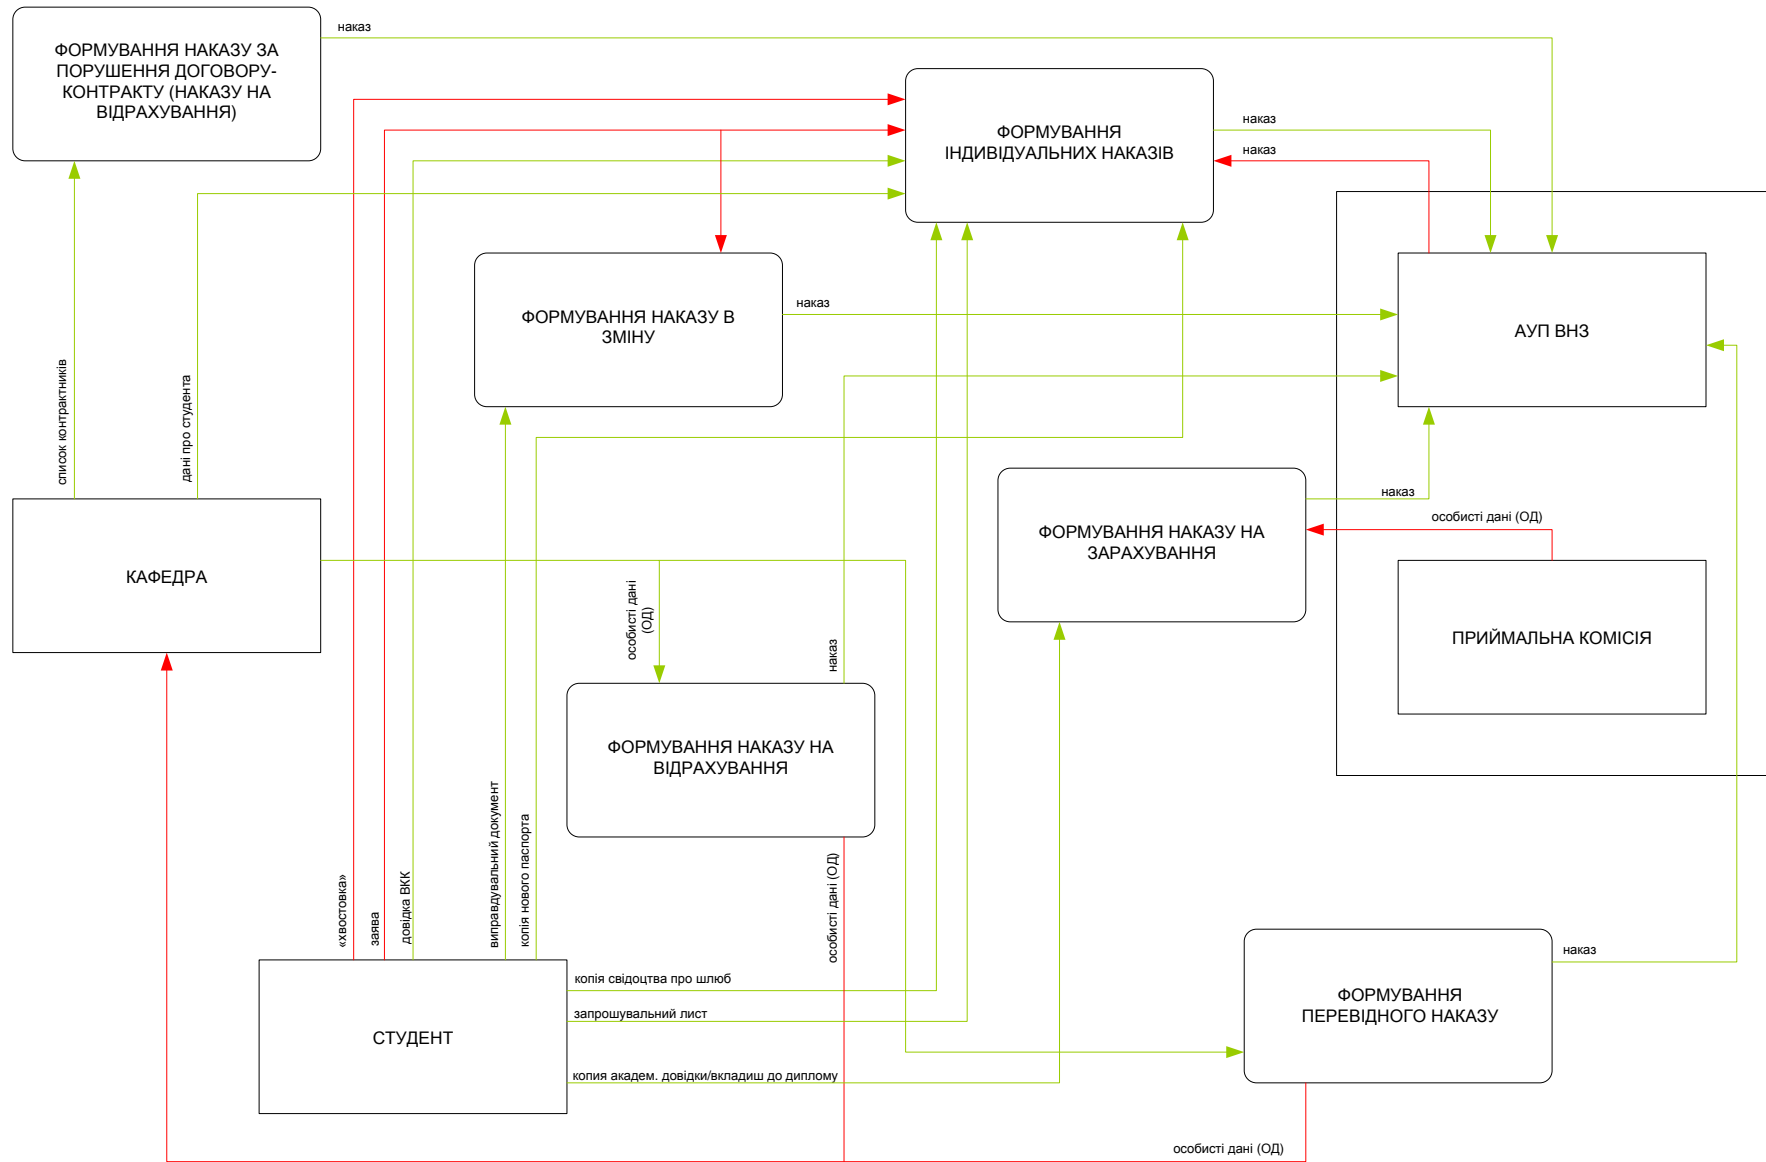 наказ
ФОРМУВАННЯ НАКАЗУ ЗА
ПОРУШЕННЯ ДОГОВОРУ-
КОНТРАКТУ (НАКАЗУ НА
ВІДРАХУВАННЯ)
ФОРМУВАННЯ
ІНДИВІДУАЛЬНИХ НАКАЗІВ
наказ
наказ
ФОРМУВАННЯ НАКАЗУ В
ЗМІНУ
наказ
АУП ВНЗ
список контрактників
дані про студента
наказ
ФОРМУВАННЯ НАКАЗУ НА
ЗАРАХУВАННЯ
особисті дані (ОД)
КАФЕДРА
особисті дані
(ОД)
наказ
ПРИЙМАЛЬНА КОМІСІЯ
ФОРМУВАННЯ НАКАЗУ НА
ВІДРАХУВАННЯ
«хвостовка»
заява
довідка ВКК
виправдувальний документ
копія нового паспорта
особисті дані (ОД)
копія свідоцтва про шлюб
запрошувальний лист
СТУДЕНТ
копия академ. довідки/вкладиш до диплому
наказ
ФОРМУВАННЯ
ПЕРЕВІДНОГО НАКАЗУ
особисті дані (ОД)